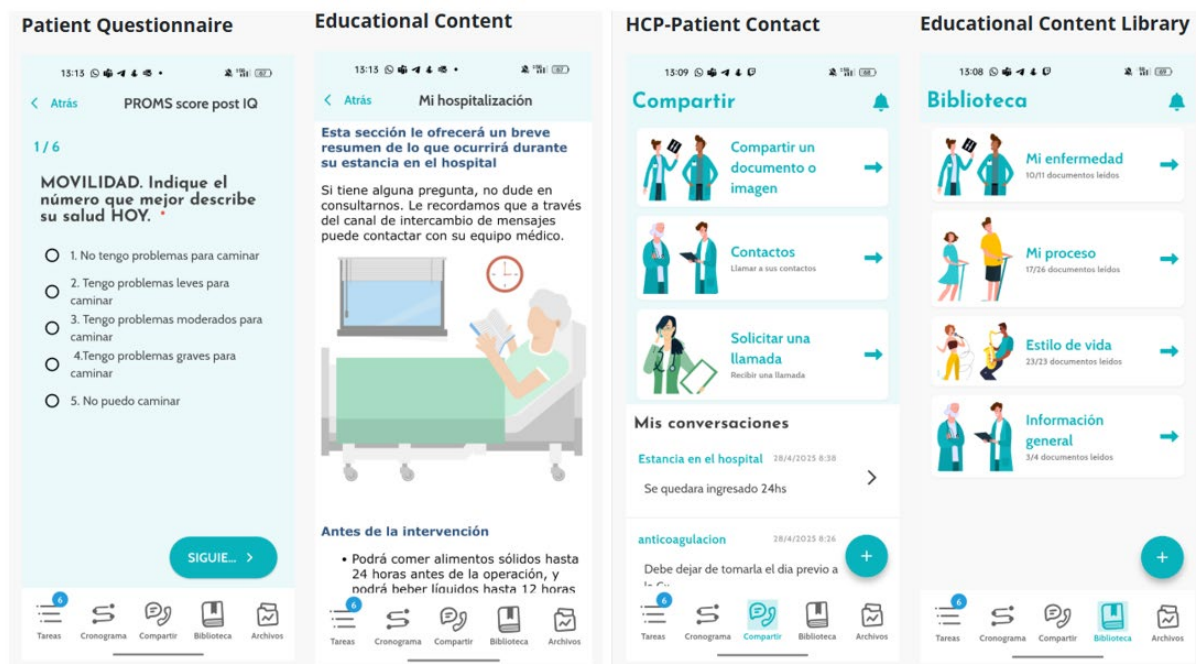 Patient Questionnaire
13:13
87
Atrás
PROMS score post IQ
1/6
MOVILIDAD. Indique el
número que mejor describe
su salud HOY. *
1. No tengo problemas para caminar
2. Tengo problemas leves para
caminar
3. Tengo problemas moderados para
caminar
4.Tengo problemas graves para
caminar
5. No puedo caminar
SIGUIE...
6
Tareas
Cronograma
Compartir
Biblioteca
Archivos
Educational Content
13:13
87
Atrás
Mi hospitalización
Esta sección le ofrecerá un breve
resumen de lo que ocurrirá durante
su estancia en el hospital
Si tiene alguna pregunta, no dude en
consultarnos. Le recordamos que a través
del canal de intercambio de mensajes
puede contactar con su equipo médico.
Antes de la intervención
• Podrá comer alimentos sólidos hasta
24 horas antes de la operación, y
podrá beber líquidos hasta 12 horas
6
Tareas
Cronograma
Compartir
Biblioteca
Archivos
HCP-Patient Contact
13:09
68
Compartir
Compartir un
documento o
imagen
Contactos
Llamar a sus contactos
Solicitar una
llamada
Recibir una llamada
Mis conversaciones
Estancia en el hospital 28/4/2025 8:38
Se quedara ingresado 24hs
anticoagulacion 28/4/2025 8:26
Debe dejar de tomarla el dia previo a
+
6
Tareas
Cronograma
Compartir
Biblioteca
Archivos
Educational Content Library
13:08
69
Biblioteca
Mi enfermedad
10/11 documentos leídos
Mi proceso
17/26 documentos leídos
Estilo de vida
23/23 documentos leídos
Información
general
3/4 documentos leídos
+
6
Tareas
Cronograma
Compartir
Biblioteca
Archivos